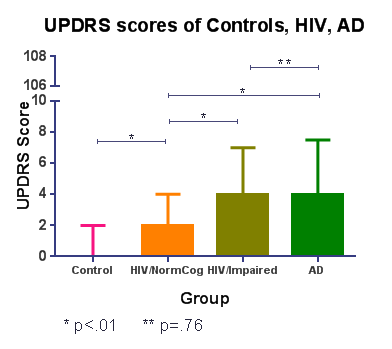 UPDRS scores of Controls, HIV, AD
108
106
10
8
6
4
2
0
UPDRS Score
*
*
*
**
Control HIV/NormCog HIV/Impaired AD
Group
* p<.01 ** p=.76